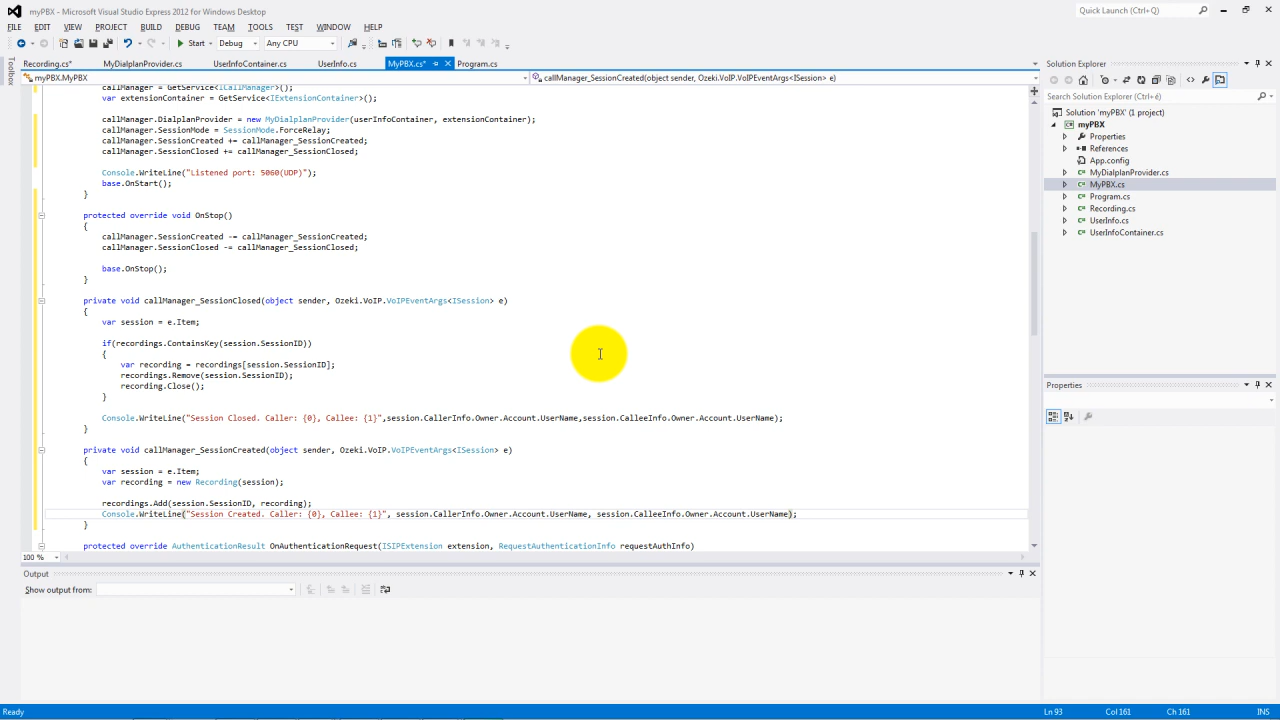 myPBX - Microsoft Visual Studio Express 2012 for Windows Desktop
Quick Launch (Ctrl+Q)
FILE EDIT VIEW PROJECT BUILD DEBUG TEAM TOOLS TEST WINDOW HELP
Start Debug Any CPU
Toolbox
Recording.cs* MyDialplanProvider.cs UserInfoContainer.cs UserInfo.cs MyPBX.cs* Program.cs
myPBX.MyPBX callManager_SessionCreated(object sender, Ozeki.VoIP.VoIPEventArgs<ISession> e)
callManager = GetService<ICallManager>();
var extensionContainer = GetService<IExtensionContainer>();
callManager.DialplanProvider = new MyDialplanProvider(userInfoContainer, extensionContainer);
callManager.SessionMode = SessionMode.ForceRelay;
callManager.SessionCreated += callManager_SessionCreated;
callManager.SessionClosed += callManager_SessionClosed;
Console.WriteLine("Listened port: 5060(UDP)");
base.OnStart();
}
protected override void OnStop()
{
callManager.SessionCreated -= callManager_SessionCreated;
callManager.SessionClosed -= callManager_SessionClosed;
base.OnStop();
}
private void callManager_SessionClosed(object sender, Ozeki.VoIP.VoIPEventArgs<ISession> e)
{
var session = e.Item;
if(recordings.ContainsKey(session.SessionID))
{
var recording = recordings[session.SessionID];
recordings.Remove(session.SessionID);
recording.Close();
}
Console.WriteLine("Session Closed. Caller: {0}, Callee: {1}",session.CallerInfo.Owner.Account.UserName,session.CalleeInfo.Owner.Account.UserName);
}
private void callManager_SessionCreated(object sender, Ozeki.VoIP.VoIPEventArgs<ISession> e)
{
var session = e.Item;
var recording = new Recording(session);
recordings.Add(session.SessionID, recording);
Console.WriteLine("Session Created. Caller: {0}, Callee: {1}", session.CallerInfo.Owner.Account.UserName, session.CalleeInfo.Owner.Account.UserName);
}
protected override AuthenticationResult OnAuthenticationRequest(ISIPExtension extension, RequestAuthenticationInfo requestAuthInfo)
100 %
Output
Show output from:
Solution Explorer
Search Solution Explorer (Ctrl+é)
Solution 'myPBX' (1 project)
myPBX
Properties
References
App.config
MyDialplanProvider.cs
MyPBX.cs
Program.cs
Recording.cs
UserInfo.cs
UserInfoContainer.cs
Properties
Ready Ln 93 Col 161 Ch 161 INS